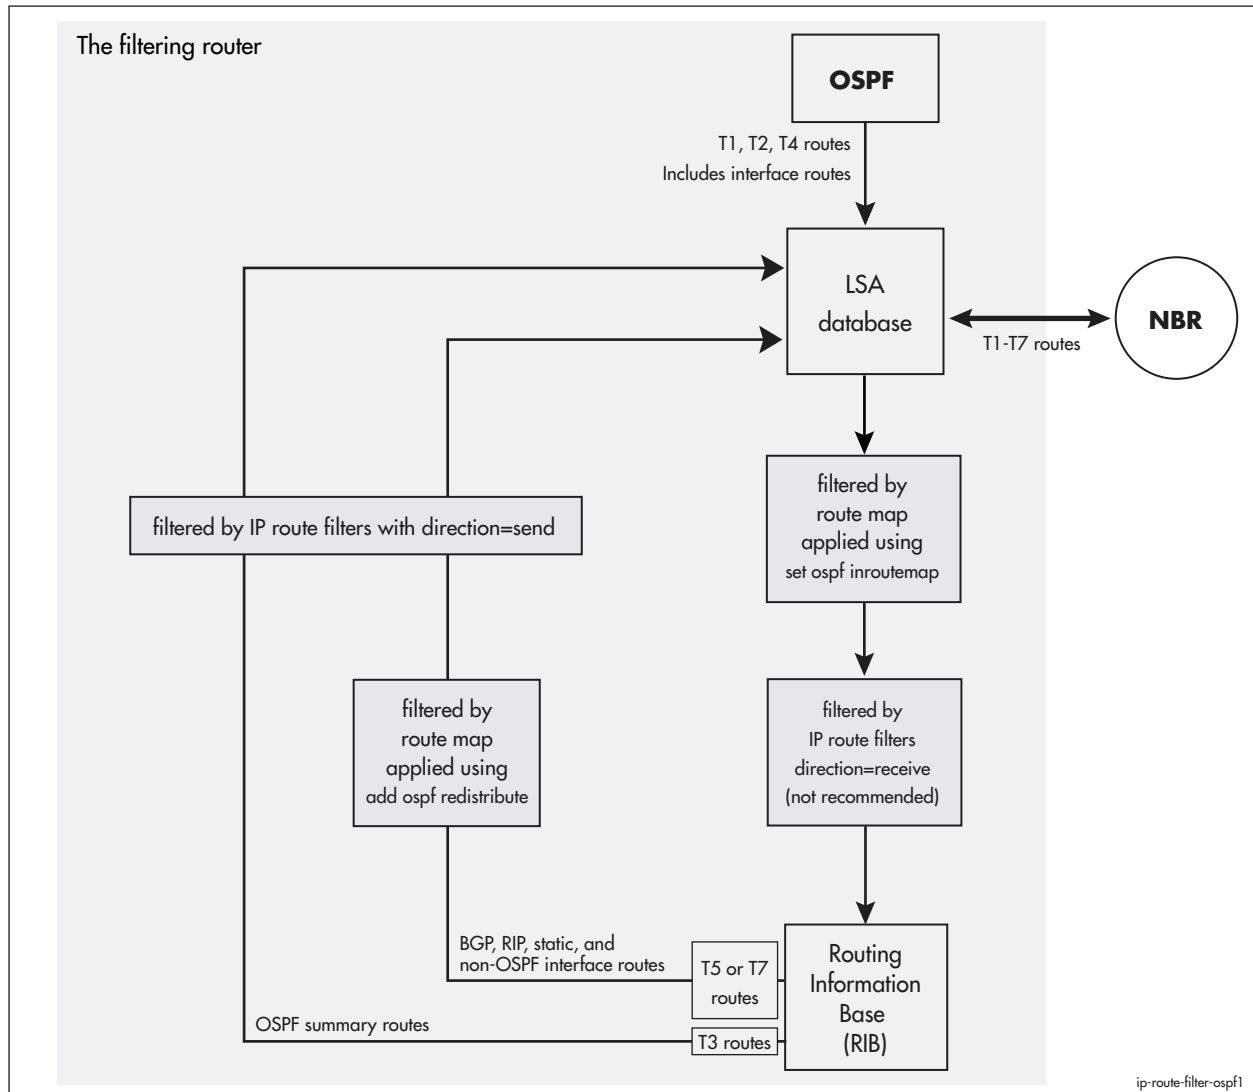 The filtering router
OSPF
T1, T2, T4 routes
Includes interface routes
LSA
database
NBR
T1-T7 routes
filtered by
route map
applied using
set ospf inroutemap
filtered by IP route filters with direction=send
filtered by
route map
applied using
add ospf redistribute
filtered by
IP route filters
direction=receive
(not recommended)
BGP, RIP, static, and
non-OSPF interface routes
T5 or T7
routes
Routing
Information
Base
(RIB)
OSPF summary routes
T3 routes
ip-route-filter-ospf1